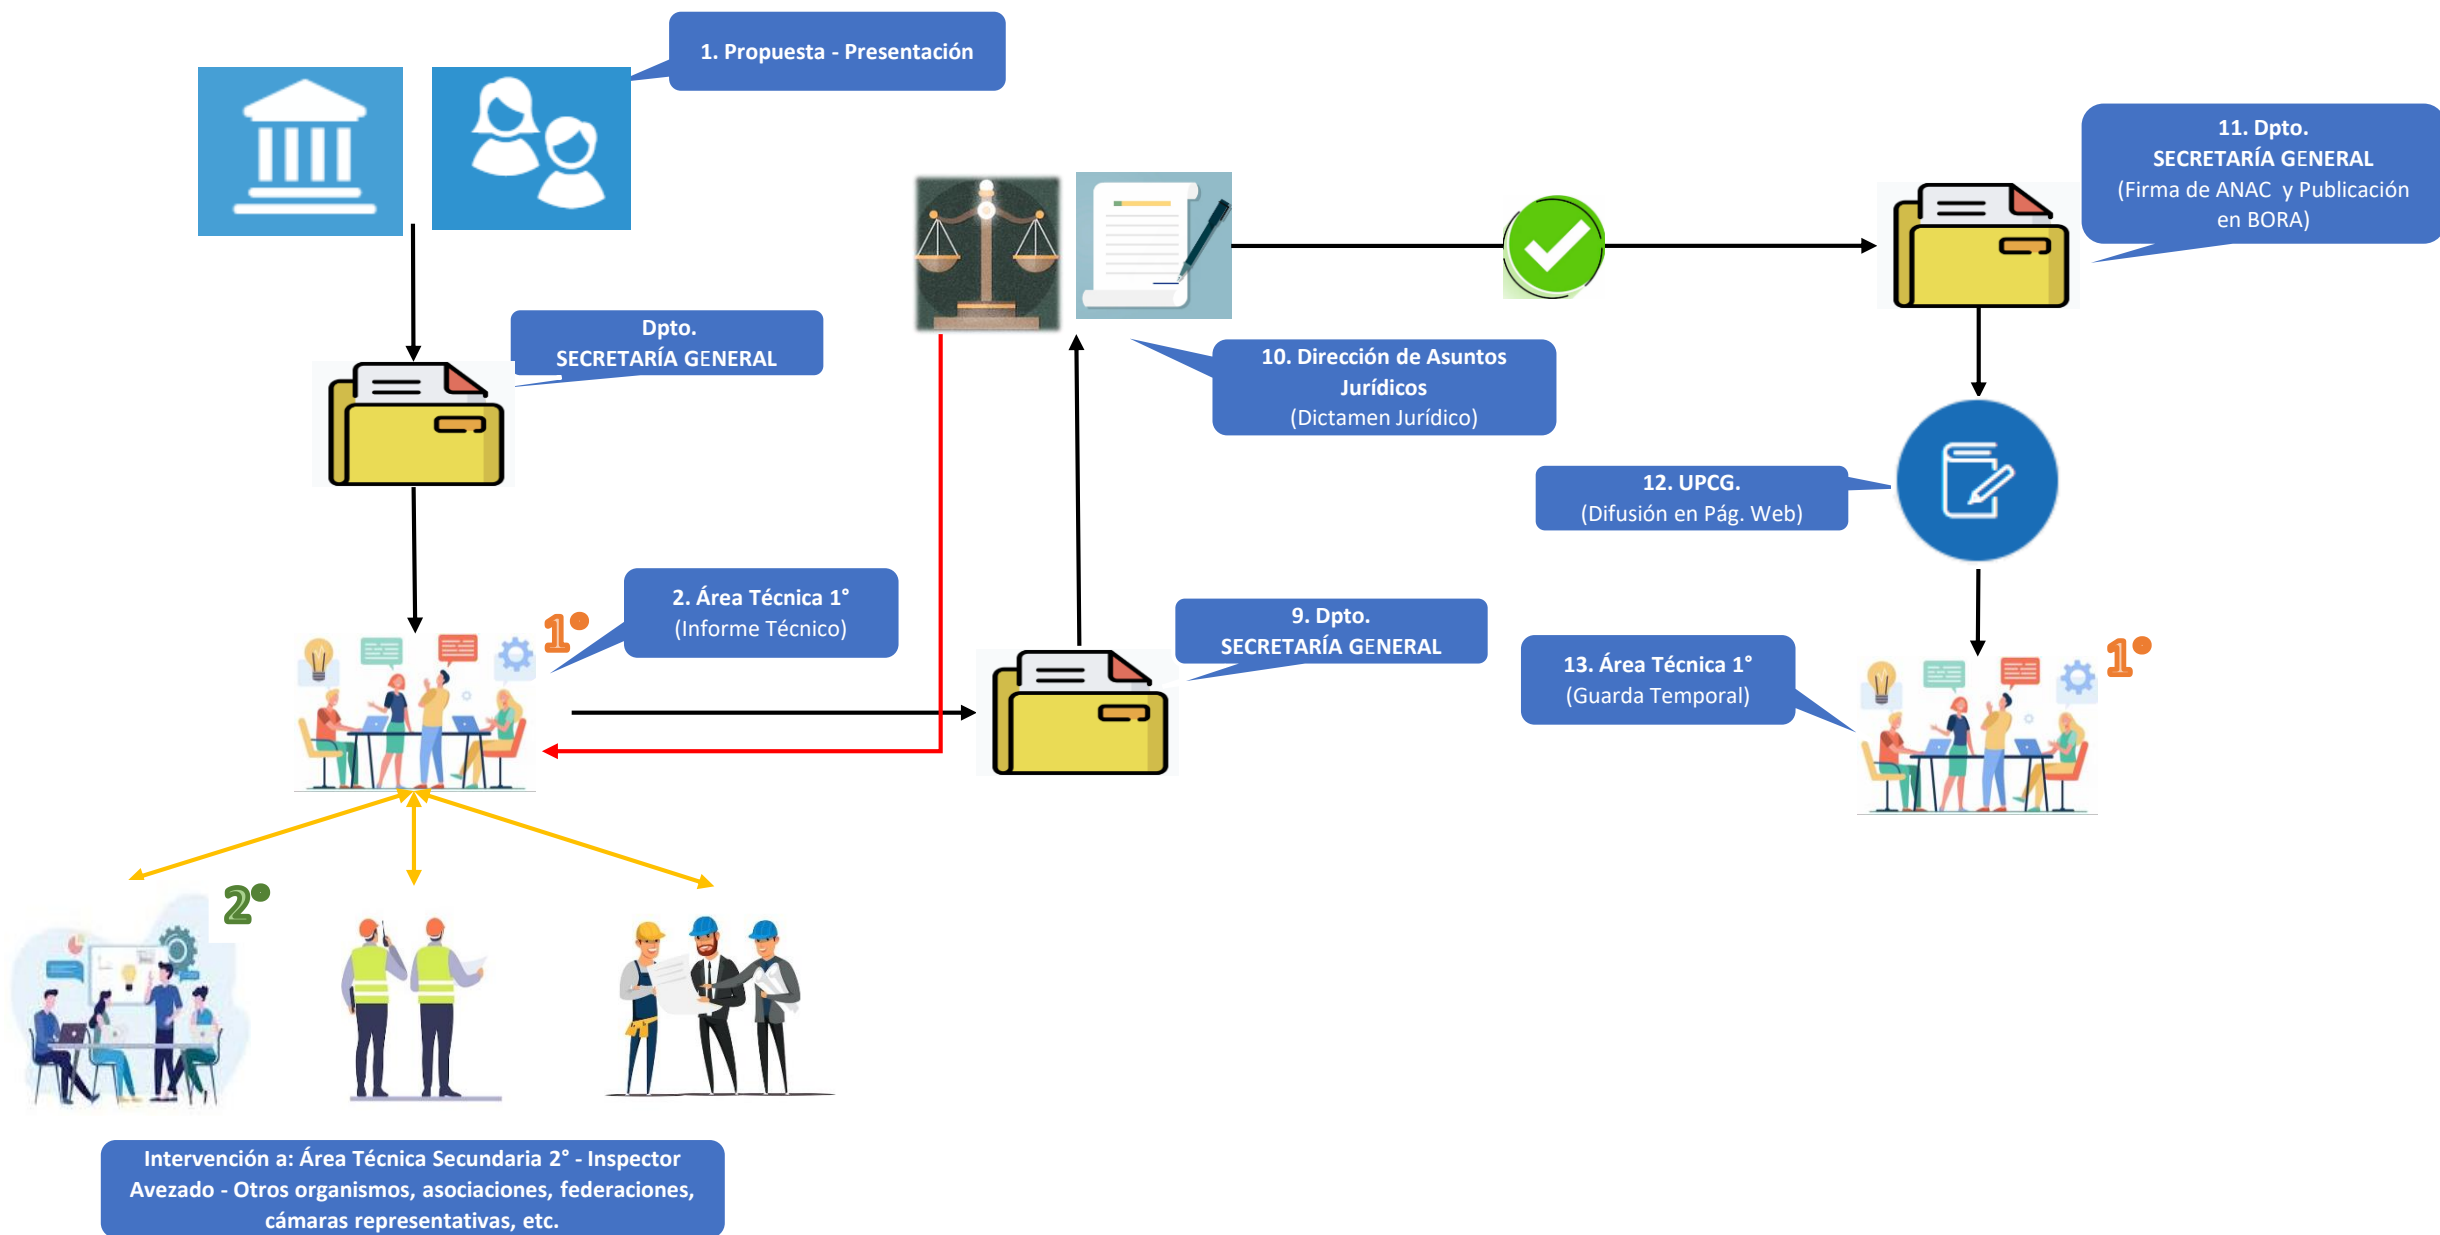 1. Propuesta - Presentación
Dpto.
SECRETARÍA GENERAL
1°
2. Área Técnica 1°
(Informe Técnico)
2°
Intervención a: Área Técnica Secundaria 2° - Inspector
Avezado - Otros organismos, asociaciones, federaciones,
cámaras representativas, etc.
9. Dpto.
SECRETARÍA GENERAL
10. Dirección de Asuntos
Jurídicos
(Dictamen Jurídico)
11. Dpto.
SECRETARÍA GENERAL
(Firma de ANAC y Publicación
en BORA)
12. UPCG.
(Difusión en Pág. Web)
13. Área Técnica 1°
(Guarda Temporal)
1°